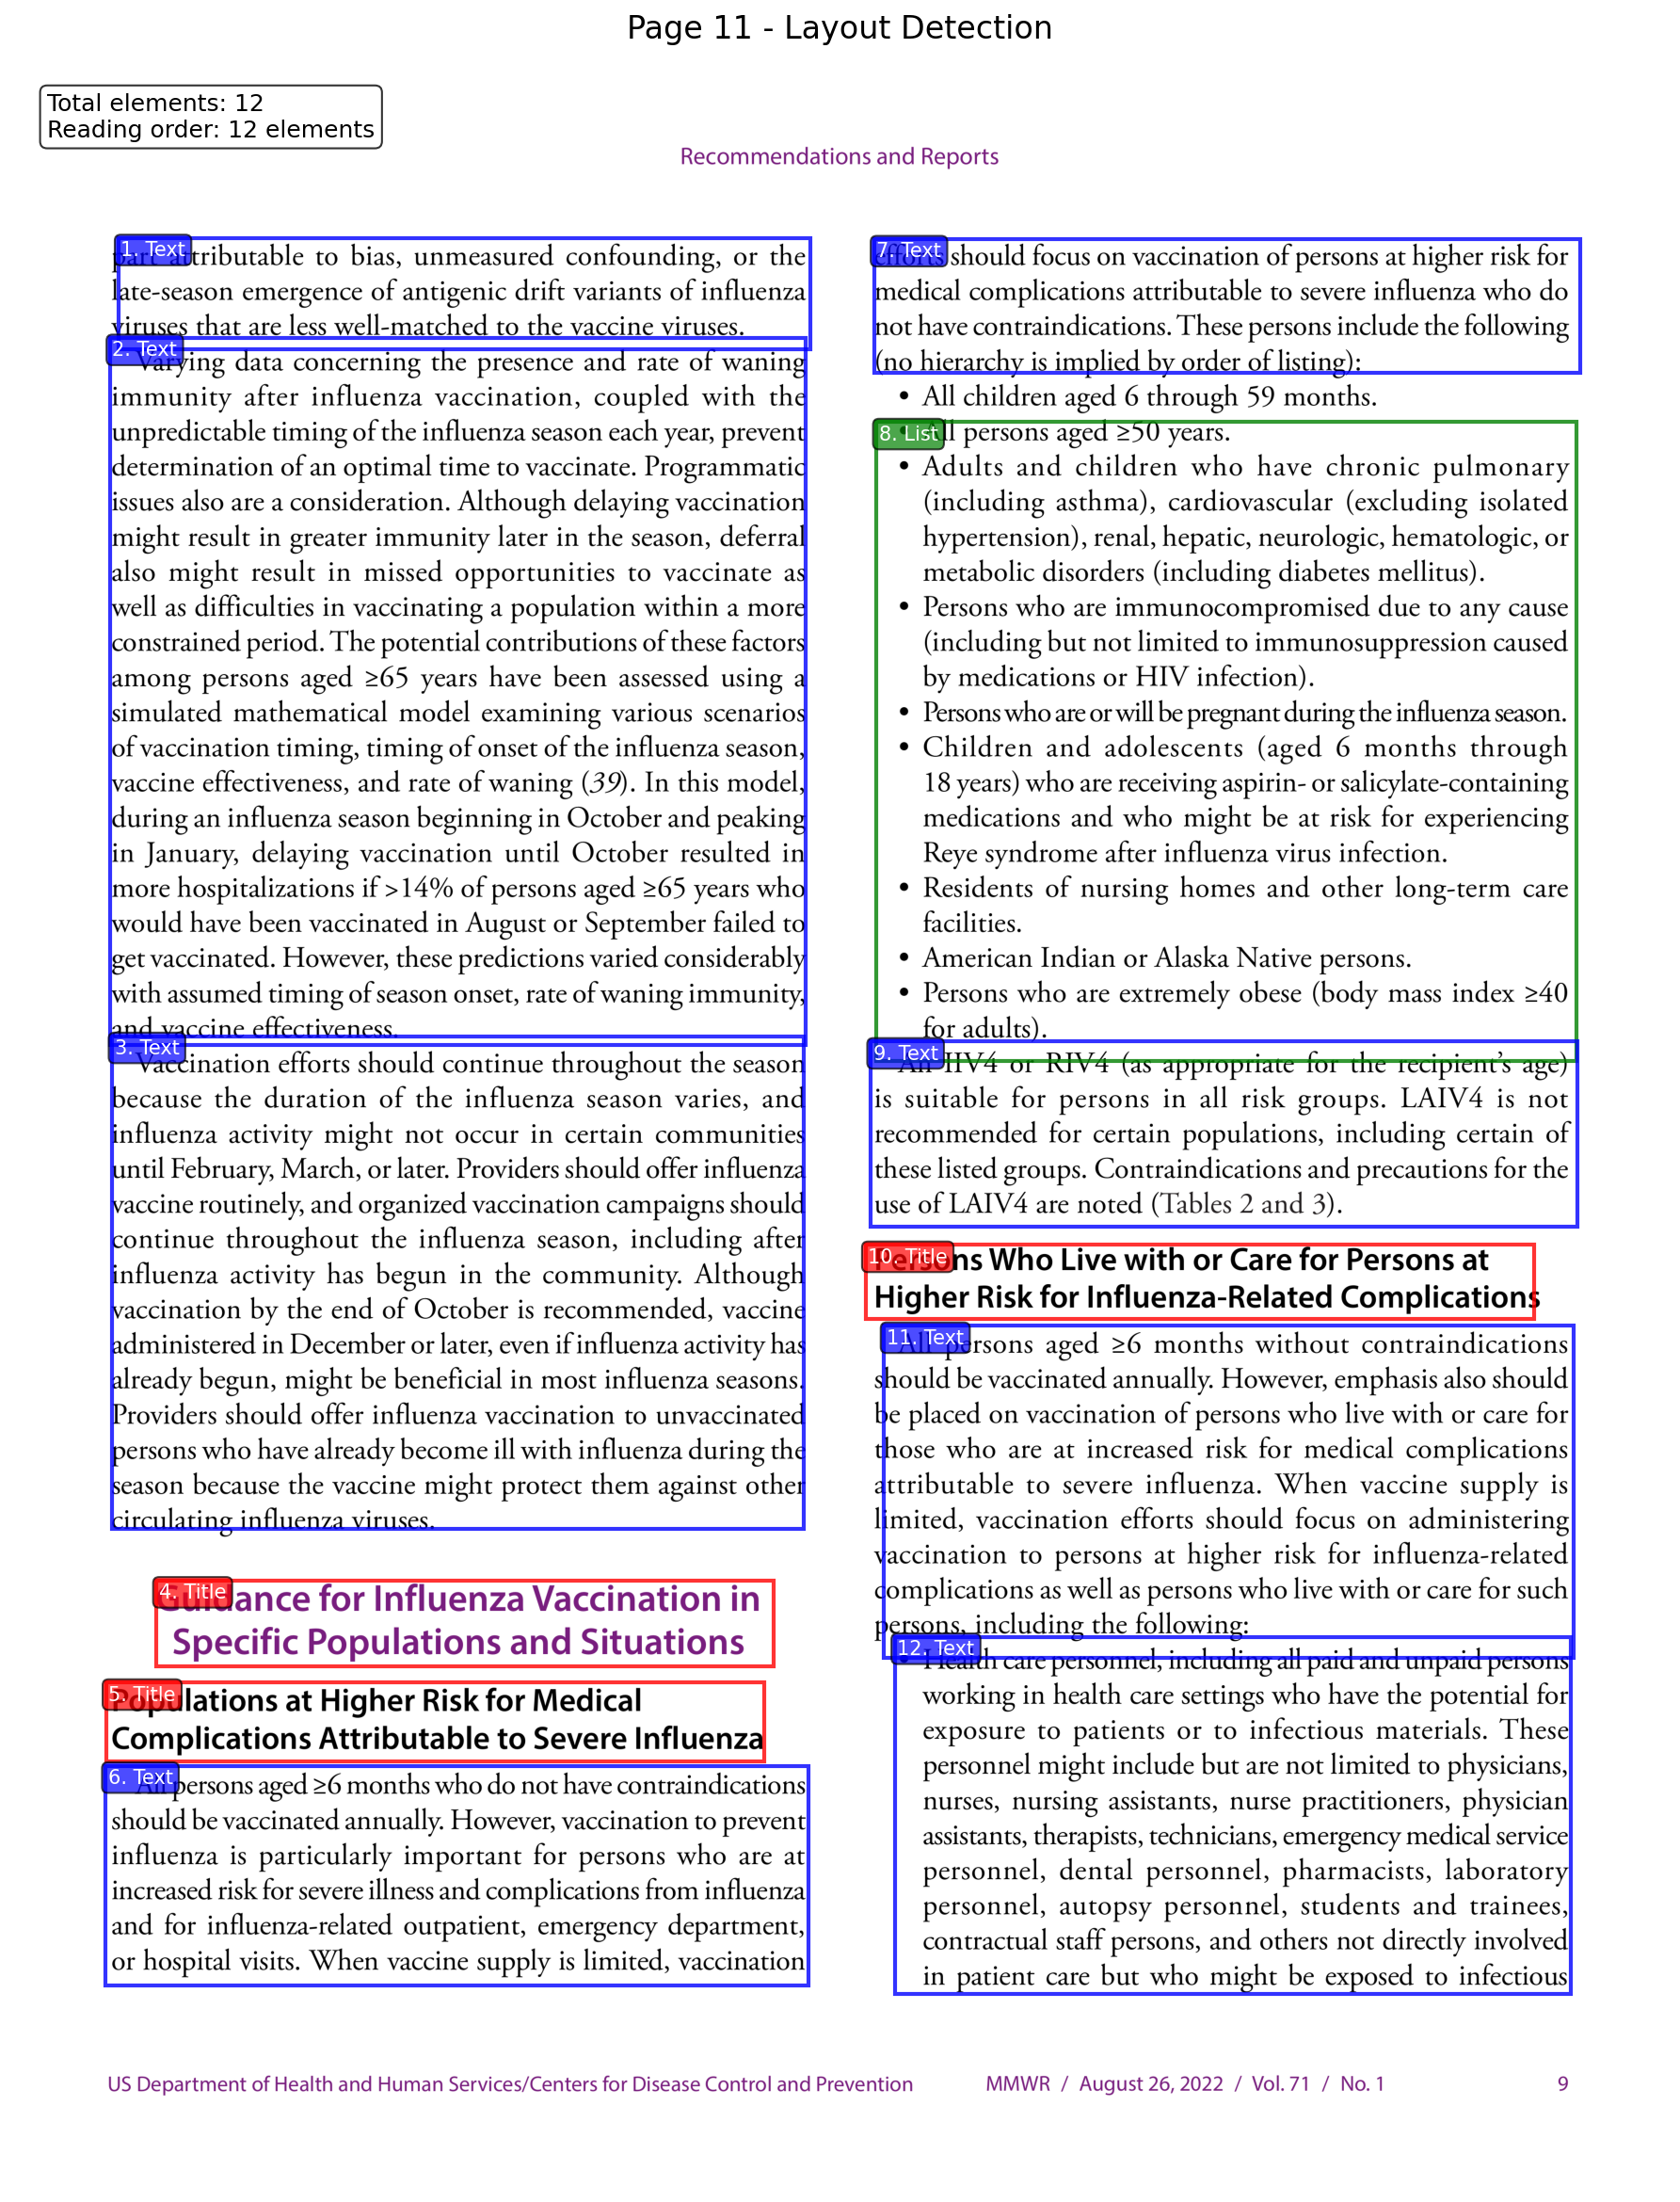 Page 11 - Layout Detection
Total elements: 12
Reading order: 12 elements
Recommendations and Reports
1. Text
part attributable to bias, unmeasured confounding, or the
late-season emergence of antigenic drift variants of influenza
viruses that are less well-matched to the vaccine viruses.
2. Text
Varying data concerning the presence and rate of waning
immunity after influenza vaccination, coupled with the
unpredictable timing of the influenza season each year, prevent
determination of an optimal time to vaccinate. Programmatic
issues also are a consideration. Although delaying vaccination
might result in greater immunity later in the season, deferral
also might result in missed opportunities to vaccinate as
well as difficulties in vaccinating a population within a more
constrained period. The potential contributions of these factors
among persons aged ≥65 years have been assessed using a
simulated mathematical model examining various scenarios
of vaccination timing, timing of onset of the influenza season,
vaccine effectiveness, and rate of waning (39). In this model,
during an influenza season beginning in October and peaking
in January, delaying vaccination until October resulted in
more hospitalizations if >14% of persons aged ≥65 years who
would have been vaccinated in August or September failed to
get vaccinated. However, these predictions varied considerably
with assumed timing of season onset, rate of waning immunity,
and vaccine effectiveness.
3. Text
Vaccination efforts should continue throughout the season
because the duration of the influenza season varies, and
influenza activity might not occur in certain communities
until February, March, or later. Providers should offer influenza
vaccine routinely, and organized vaccination campaigns should
continue throughout the influenza season, including after
influenza activity has begun in the community. Although
vaccination by the end of October is recommended, vaccine
administered in December or later, even if influenza activity has
already begun, might be beneficial in most influenza seasons.
Providers should offer influenza vaccination to unvaccinated
persons who have already become ill with influenza during the
season because the vaccine might protect them against other
circulating influenza viruses.
4. Title
Guidance for Influenza Vaccination in
Specific Populations and Situations
5. Title
Populations at Higher Risk for Medical
Complications Attributable to Severe Influenza
6. Text
All persons aged ≥6 months who do not have contraindications
should be vaccinated annually. However, vaccination to prevent
influenza is particularly important for persons who are at
increased risk for severe illness and complications from influenza
and for influenza-related outpatient, emergency department,
or hospital visits. When vaccine supply is limited, vaccination
7. Text
efforts should focus on vaccination of persons at higher risk for
medical complications attributable to severe influenza who do
not have contraindications. These persons include the following
(no hierarchy is implied by order of listing):
• All children aged 6 through 59 months.
8. List
• All persons aged ≥50 years.
• Adults and children who have chronic pulmonary
(including asthma), cardiovascular (excluding isolated
hypertension), renal, hepatic, neurologic, hematologic, or
metabolic disorders (including diabetes mellitus).
• Persons who are immunocompromised due to any cause
(including but not limited to immunosuppression caused
by medications or HIV infection).
• Persons who are or will be pregnant during the influenza season.
• Children and adolescents (aged 6 months through
18 years) who are receiving aspirin- or salicylate-containing
medications and who might be at risk for experiencing
Reye syndrome after influenza virus infection.
• Residents of nursing homes and other long-term care
facilities.
• American Indian or Alaska Native persons.
• Persons who are extremely obese (body mass index ≥40
for adults).
9. Text
An IIV4 or RIV4 (as appropriate for the recipient's age)
is suitable for persons in all risk groups. LAIV4 is not
recommended for certain populations, including certain of
these listed groups. Contraindications and precautions for the
use of LAIV4 are noted (Tables 2 and 3).
10. Title
Persons Who Live with or Care for Persons at
Higher Risk for Influenza-Related Complications
11. Text
All persons aged ≥6 months without contraindications
should be vaccinated annually. However, emphasis also should
be placed on vaccination of persons who live with or care for
those who are at increased risk for medical complications
attributable to severe influenza. When vaccine supply is
limited, vaccination efforts should focus on administering
vaccination to persons at higher risk for influenza-related
complications as well as persons who live with or care for such
persons, including the following:
12. Text
• Health care personnel, including all paid and unpaid persons
working in health care settings who have the potential for
exposure to patients or to infectious materials. These
personnel might include but are not limited to physicians,
nurses, nursing assistants, nurse practitioners, physician
assistants, therapists, technicians, emergency medical service
personnel, dental personnel, pharmacists, laboratory
personnel, autopsy personnel, students and trainees,
contractual staff persons, and others not directly involved
in patient care but who might be exposed to infectious
US Department of Health and Human Services/Centers for Disease Control and Prevention MMWR / August 26, 2022 / Vol. 71 / No. 1 9